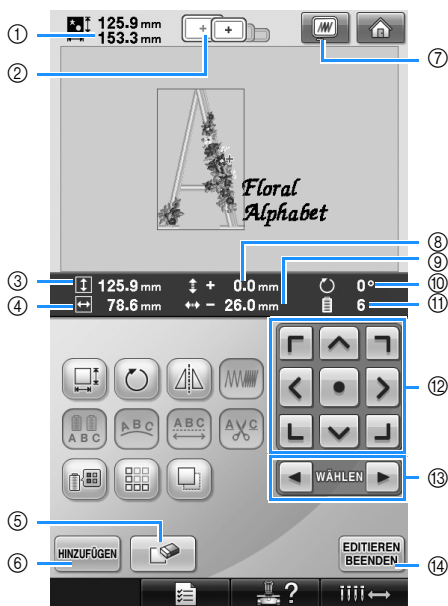 ① 125.9 mm
153.3 mm
②
⑦
Floral
Alphabet
③ 125.9 mm + 0.0 mm 0° ⑧ ⑨ ⑩
④ 78.6 mm − 26.0 mm 6 ⑪
⑫
A B C A B C A B C A C
WÄHLEN ⑬
⑤
⑥ HINZUFÜGEN
EDITIEREN
BEENDEN ⑭
?